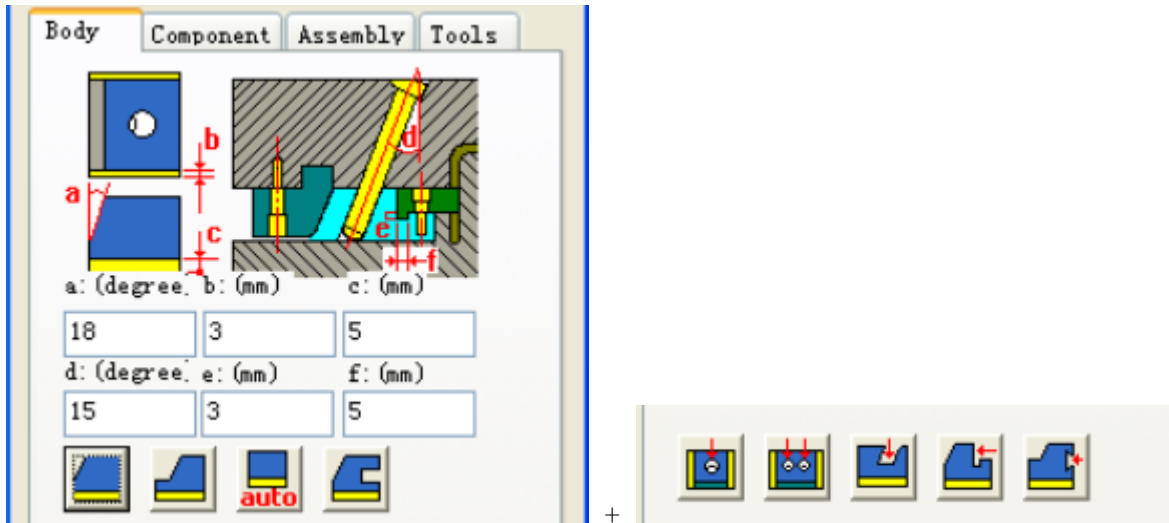 Body Component Assembly Tools
b
a
d
c
e
f
a: (degree. b: (mm) c: (mm)
18 3 5
d: (degree. e: (mm) f: (mm)
15 3 5
auto
+